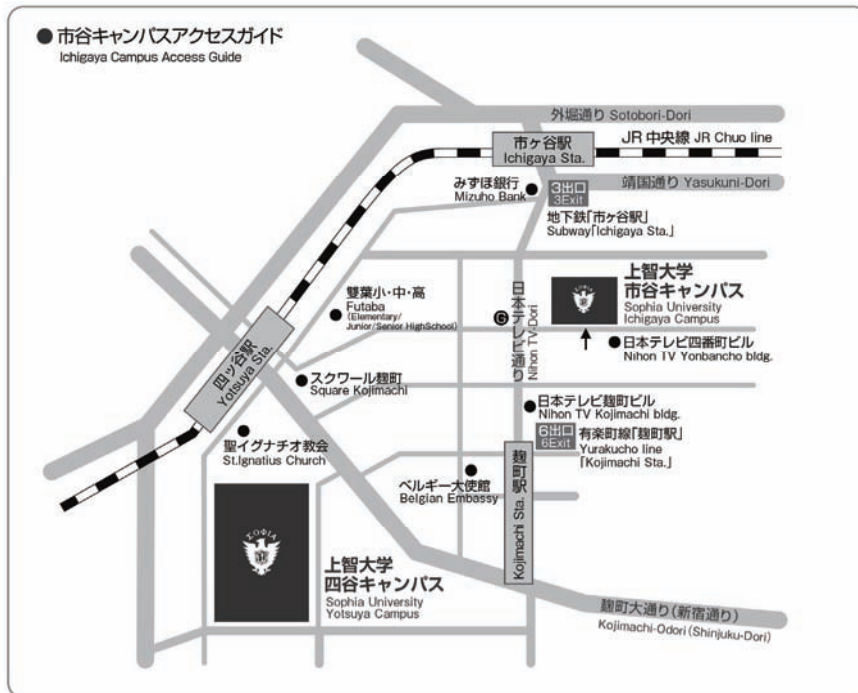 ● 市谷キャンパスアクセスガイド
Ichigaya Campus Access Guide
外堀通り Sotobori-Dori
市ヶ谷駅
Ichigaya Sta.
JR 中央線 JR Chuo line
みずほ銀行
Mizuho Bank
3出口
3Exit
靖国通り Yasukuni-Dori
地下鉄「市ヶ谷駅」
Subway「Ichigaya Sta.」
上智大学
市谷キャンパス
Sophia University
Ichigaya Campus
雙葉小・中・高
Futaba
(Elementary/
Junior/Senior HighSchool)
G
日本テレビ通り
Nihon TV-Dori
日本テレビ四番町ビル
Nihon TV Yonbancho bldg.
四ッ谷駅
Yotsuya Sta.
スクワール麹町
Square Kojimachi
日本テレビ麹町ビル
Nihon TV Kojimachi bldg.
6出口
6Exit
有楽町線「麹町駅」
Yurakucho line
「Kojimachi Sta.」
聖イグナチオ教会
St.Ignatius Church
ベルギー大使館
Belgian Embassy
麹町駅
Kojimachi Sta.
ΣΟΦΙΑ
上智大学
四谷キャンパス
Sophia University
Yotsuya Campus
麹町大通り(新宿通り)
Kojimachi-Odori(Shinjuku-Dori)